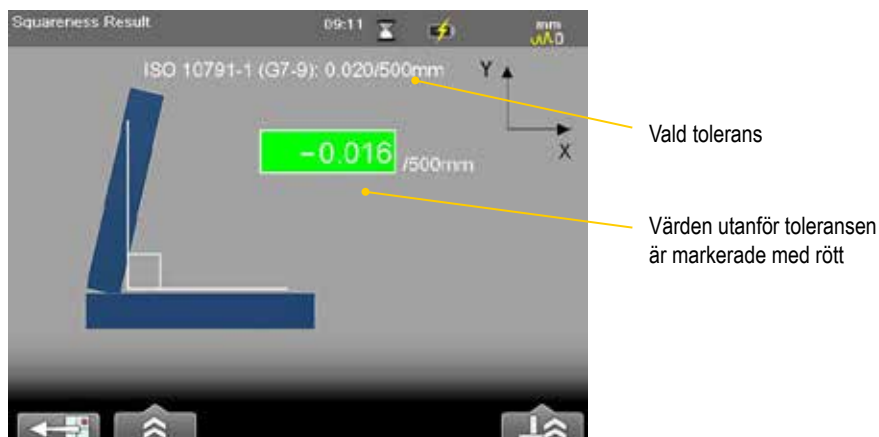 Squareness Result 09:11 mm
ISO 10791-1 (G7-9): 0.020/500mm
Y
X
-0.016 /500mm
Vald tolerans
Värden utanför toleransen
är markerade med rött